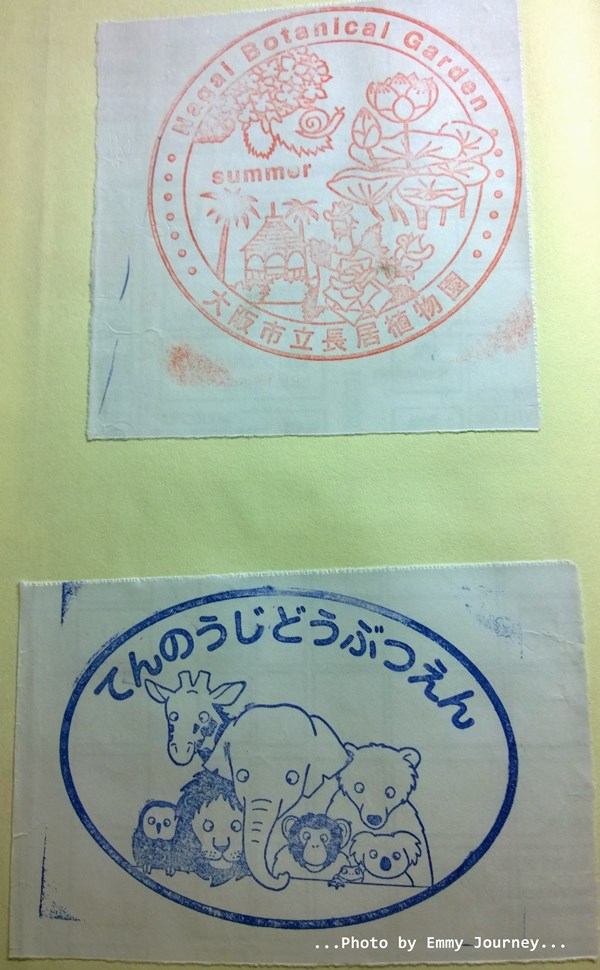 Nagai Botanical Garden
summer
大阪市立長居植物園
てんのうじどうぶつえん
...Photo by Emmy Journey...